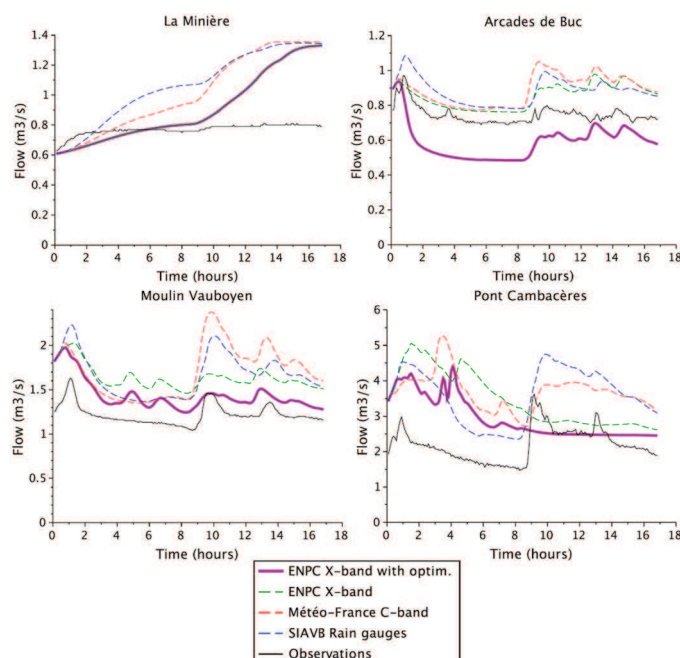 La Minière
Arcades de Buc
Flow (m3/s)
1.4
1.2
1
0.8
0.6
0.4
0.2
0
0 2 4 6 8 10 12 14 16 18
Time (hours)
Flow (m3/s)
1.4
1.2
1
0.8
0.6
0.4
0.2
0
0 2 4 6 8 10 12 14 16 18
Time (hours)
Moulin Vauboyen
Pont Cambacères
Flow (m3/s)
2
1.5
1
0.5
0
0 2 4 6 8 10 12 14 16 18
Time (hours)
Flow (m3/s)
6
5
4
3
2
1
0
0 2 4 6 8 10 12 14 16 18
Time (hours)
ENPC X-band with optim.
ENPC X-band
Météo-France C-band
SIAVB Rain gauges
Observations